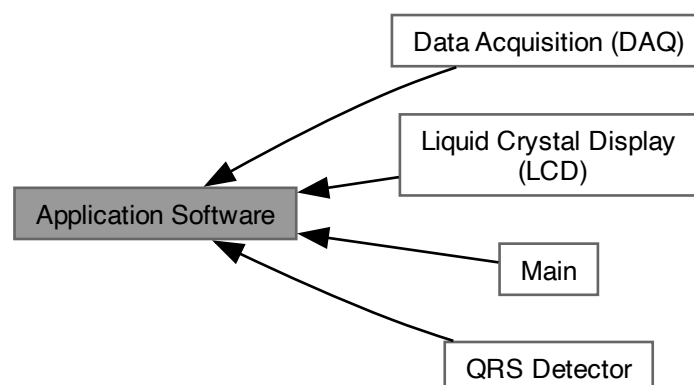 Data Acquisition (DAQ)
Liquid Crystal Display
(LCD)
Application Software
Main
QRS Detector